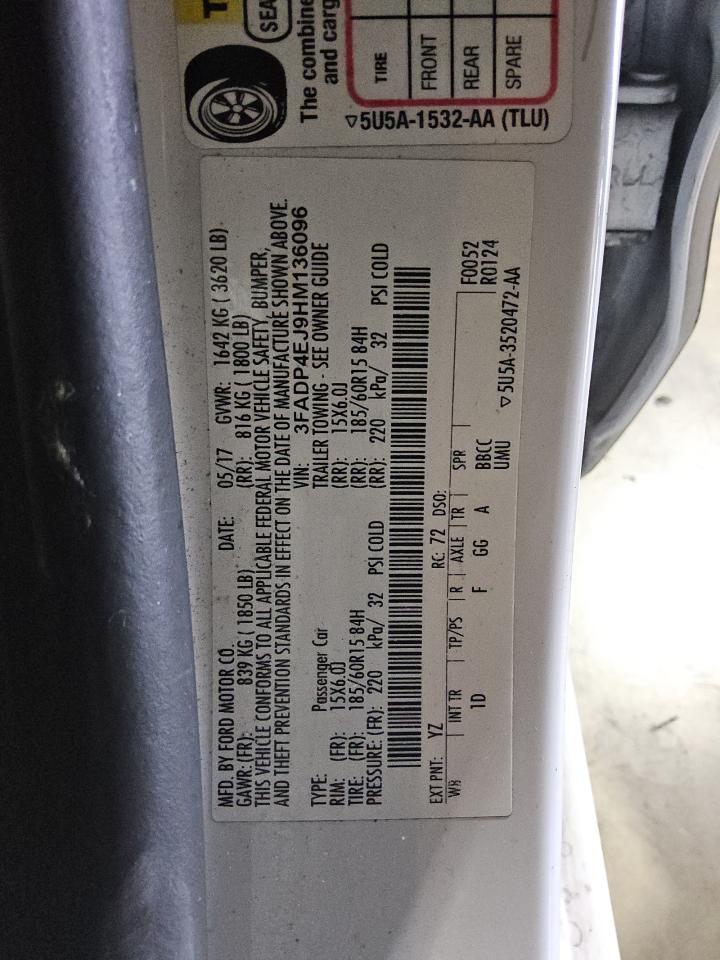 T
SEA
The combine
and carg
TIRE
FRONT
REAR
SPARE
▽5U5A-1532-AA (TLU)
MFD. BY FORD MOTOR CO. DATE: 05/17 GVWR: 1642 KG ( 3620 LB)
GAWR: (FR): 839 KG ( 1850 LB) (RR): 816 KG ( 1800 LB)
THIS VEHICLE CONFORMS TO ALL APPLICABLE FEDERAL MOTOR VEHICLE SAFETY, BUMPER,
AND THEFT PREVENTION STANDARDS IN EFFECT ON THE DATE OF MANUFACTURE SHOWN ABOVE.
VIN: 3FADP4EJ9HM136096
TYPE: Passenger Car TRAILER TOWING - SEE OWNER GUIDE
RIM: (FR): 15X6.0J (RR): 15X6.0J
TIRE: (FR): 185/60R15 84H (RR): 185/60R15 84H
PRESSURE: (FR): 220 kPa/ 32 PSI COLD (RR): 220 kPa/ 32 PSI COLD
EXT PNT: YZ RC: 72 DSO: F0052
WB INT TR TP/PS R AXLE TR SPR R0124
1D F GG A BBCC
UMU
▽5U5A-3520472-AA